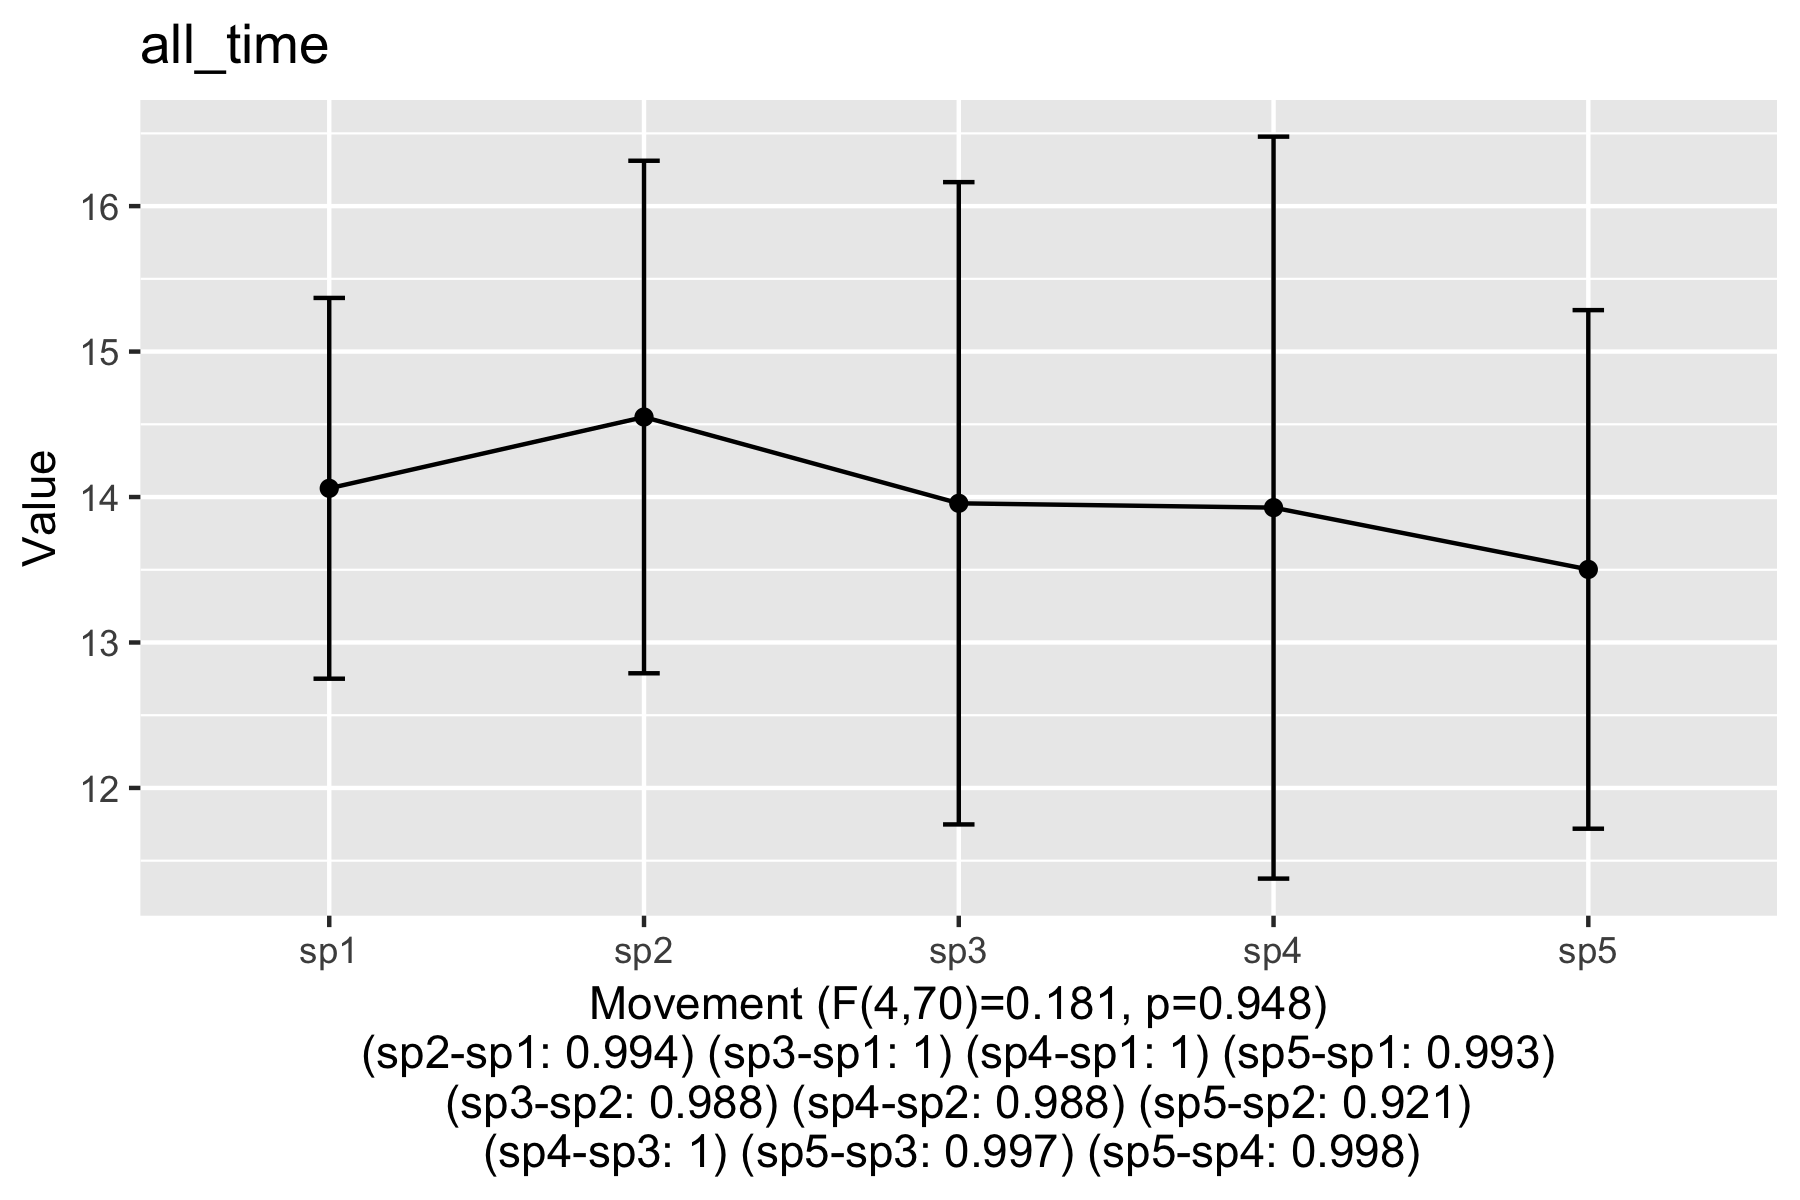 all_time
Value
16
15
14
13
12
sp1 sp2 sp3 sp4 sp5
Movement (F(4,70)=0.181, p=0.948)
(sp2-sp1: 0.994) (sp3-sp1: 1) (sp4-sp1: 1) (sp5-sp1: 0.993)
(sp3-sp2: 0.988) (sp4-sp2: 0.988) (sp5-sp2: 0.921)
(sp4-sp3: 1) (sp5-sp3: 0.997) (sp5-sp4: 0.998)